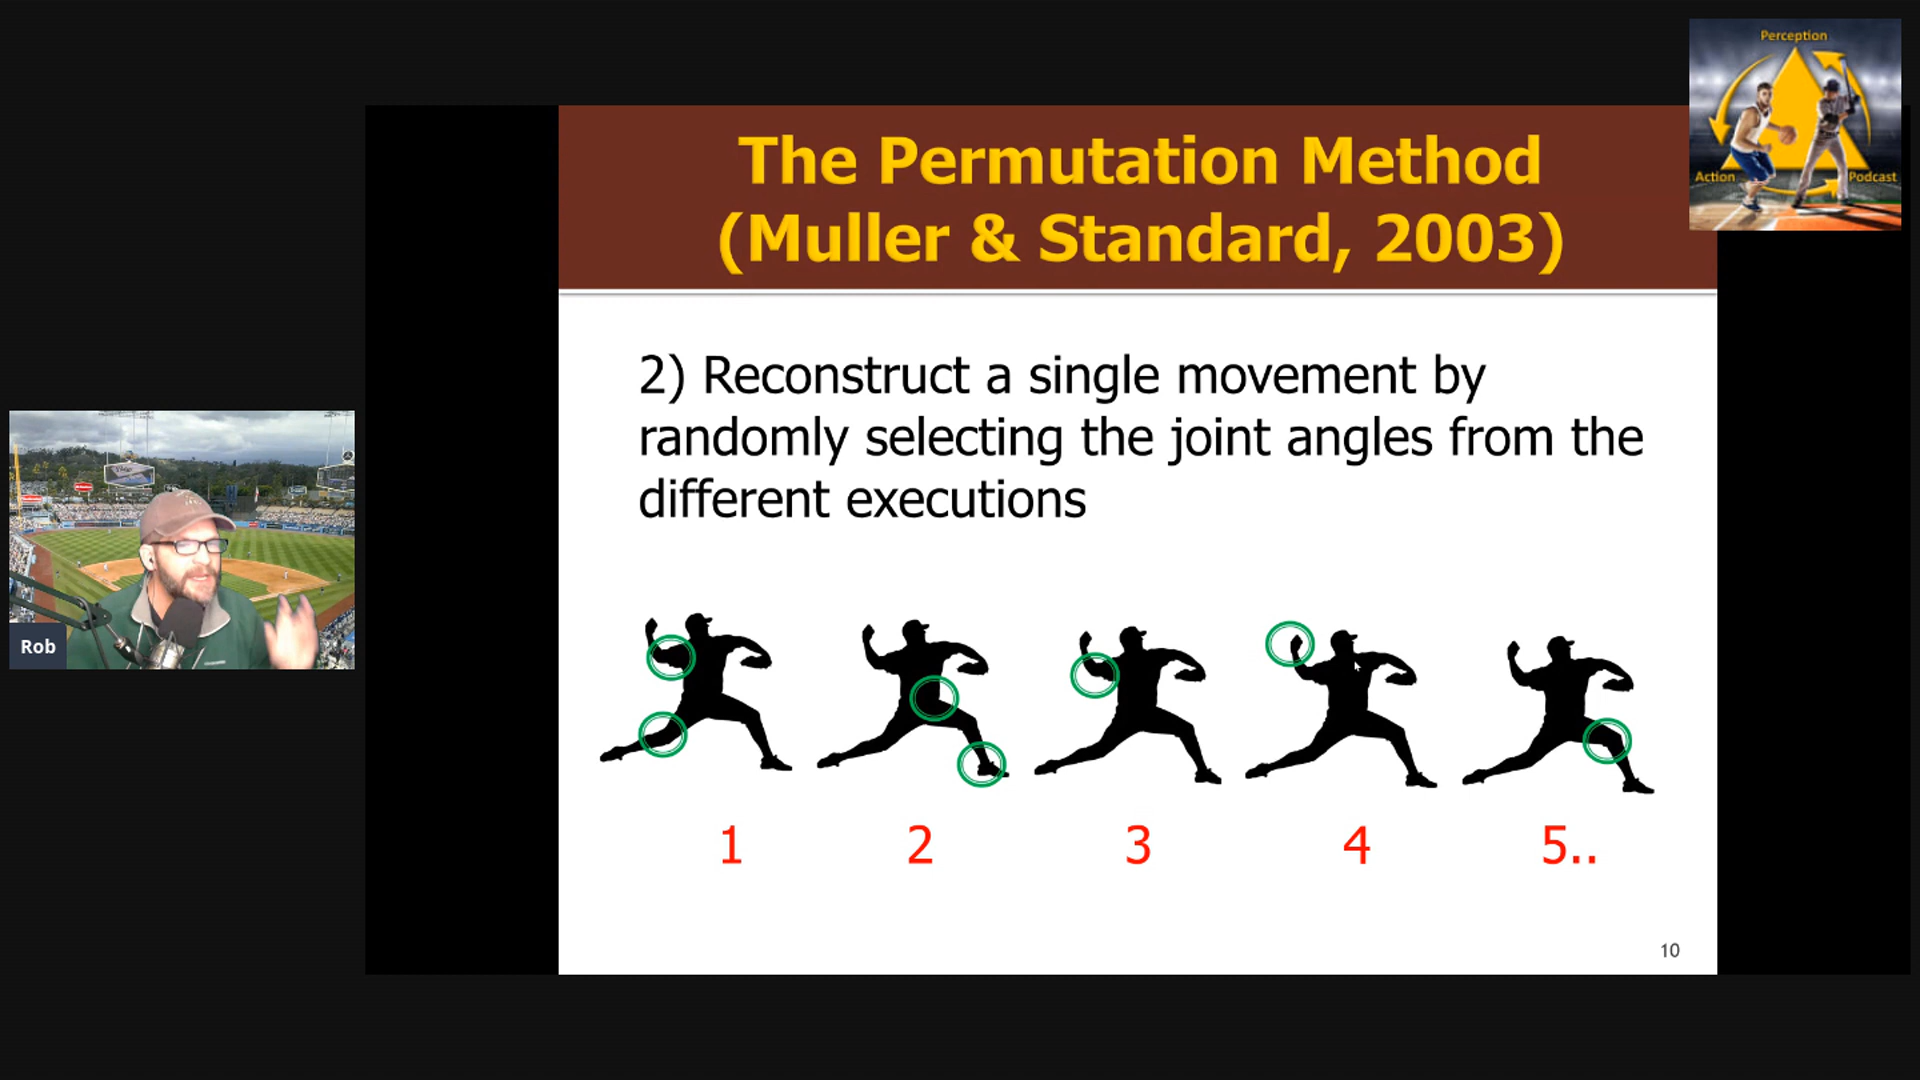 Perception
Action
Podcast
The Permutation Method
(Muller & Standard, 2003)
2) Reconstruct a single movement by
randomly selecting the joint angles from the
different executions
1
2
3
4
5..
10
Rob